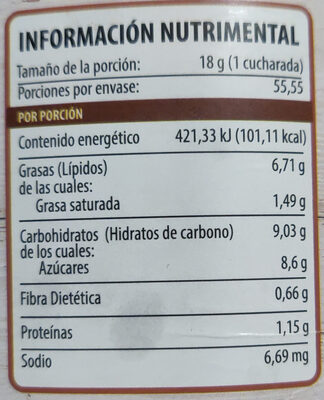 INFORMACIÓN NUTRIMENTAL
Tamaño de la porción: 18 g (1 cucharada)
Porciones por envase: 55,55
POR PORCIÓN
Contenido energético 421,33 kJ (101,11 kcal)
Grasas (Lípidos) 6,71 g
de las cuales:
Grasa saturada 1,49 g
Carbohidratos (Hidratos de carbono) 9,03 g
de los cuales:
Azúcares 8,6 g
Fibra Dietética 0,66 g
Proteínas 1,15 g
Sodio 6,69 mg